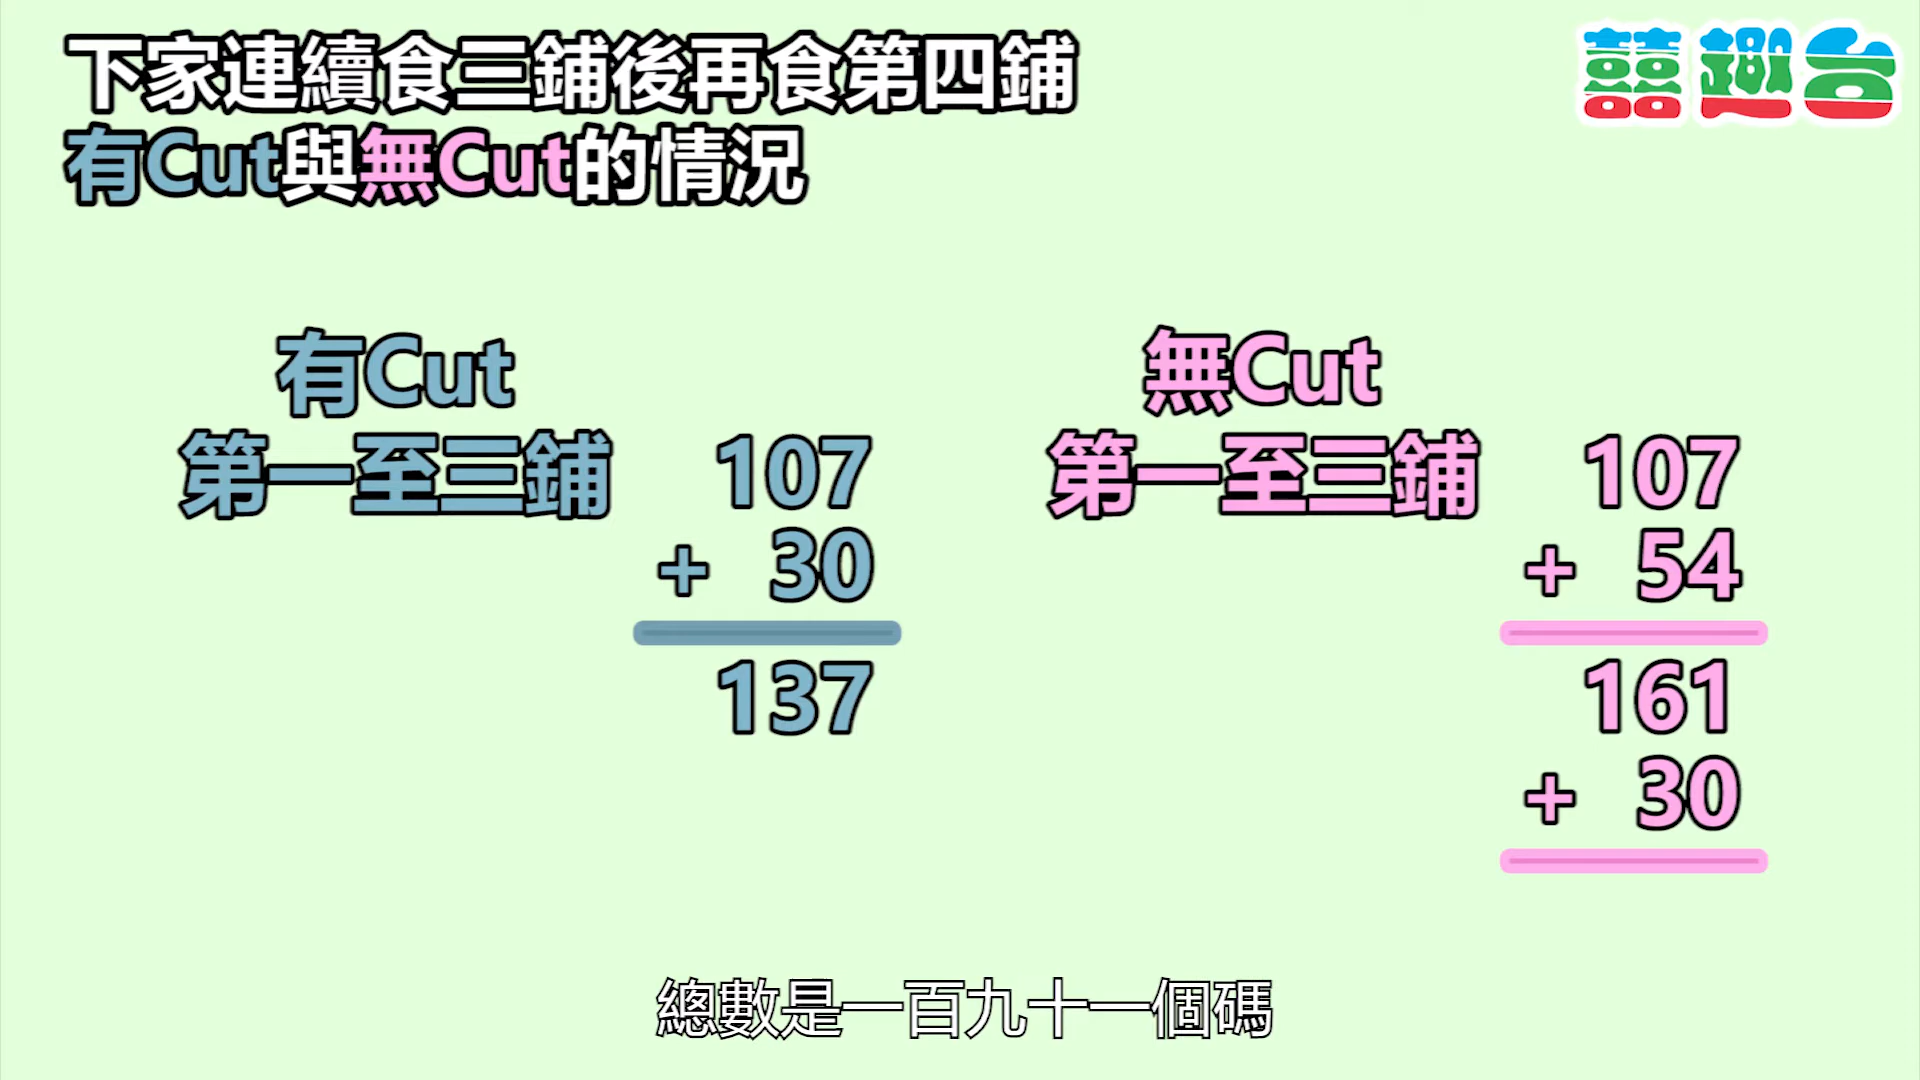 下家連續食三鋪後再食第四鋪
有Cut與無Cut的情況
囍趣台
有Cut
第一至三鋪 107
+ 30
137
無Cut
第一至三鋪 107
+ 54
161
+ 30
總數是一百九十一個碼